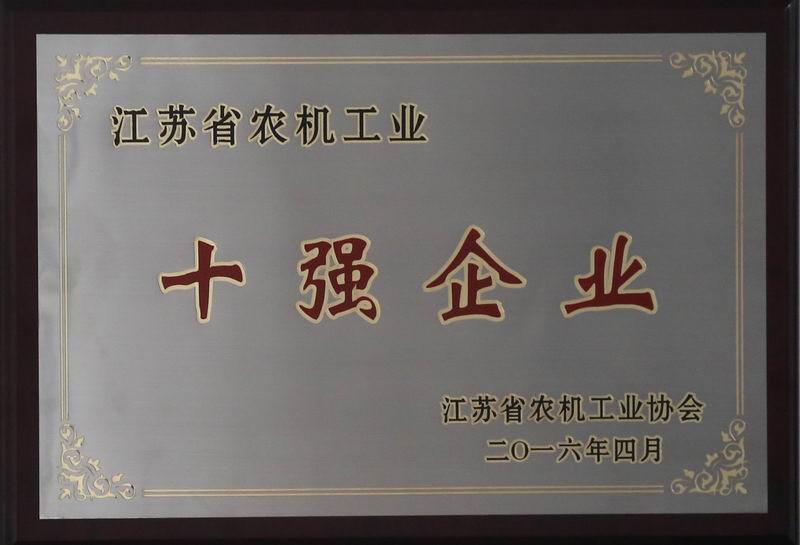 江苏省农机工业
十强企业
江苏省农机工业协会
二O一六年四月